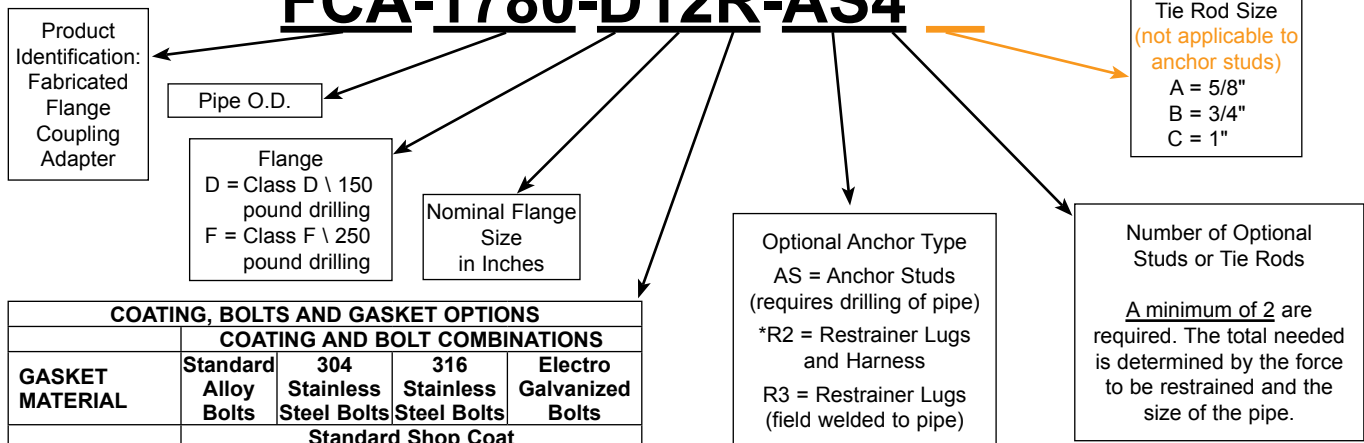 FCA-1780-D12R-AS4
Product
Identification:
Fabricated
Flange
Coupling
Adapter
Pipe O.D.
Flange
D = Class D \ 150
pound drilling
F = Class F \ 250
pound drilling
Nominal Flange
Size
in Inches
Optional Anchor Type
AS = Anchor Studs
(requires drilling of pipe)
*R2 = Restrainer Lugs
and Harness
R3 = Restrainer Lugs
(field welded to pipe)
Number of Optional
Studs or Tie Rods
A minimum of 2 are
required. The total needed
is determined by the force
to be restrained and the
size of the pipe.
Tie Rod Size
(not applicable to
anchor studs)
A = 5/8"
B = 3/4"
C = 1"
COATING, BOLTS AND GASKET OPTIONS
COATING AND BOLT COMBINATIONS
GASKET
MATERIAL
Standard
Alloy
Bolts
304
Stainless
Steel Bolts
316
Stainless
Steel Bolts
Electro
Galvanized
Bolts
Standard Shop Coat